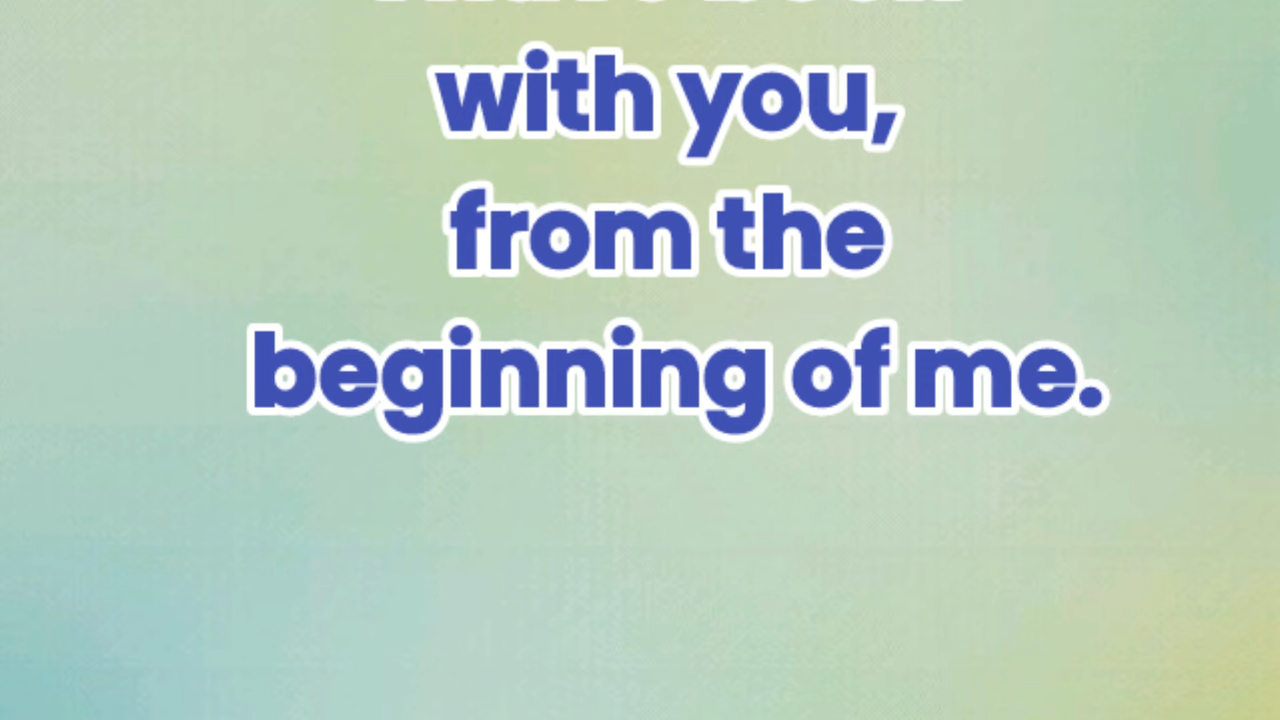 with you,
from the
beginning of me.